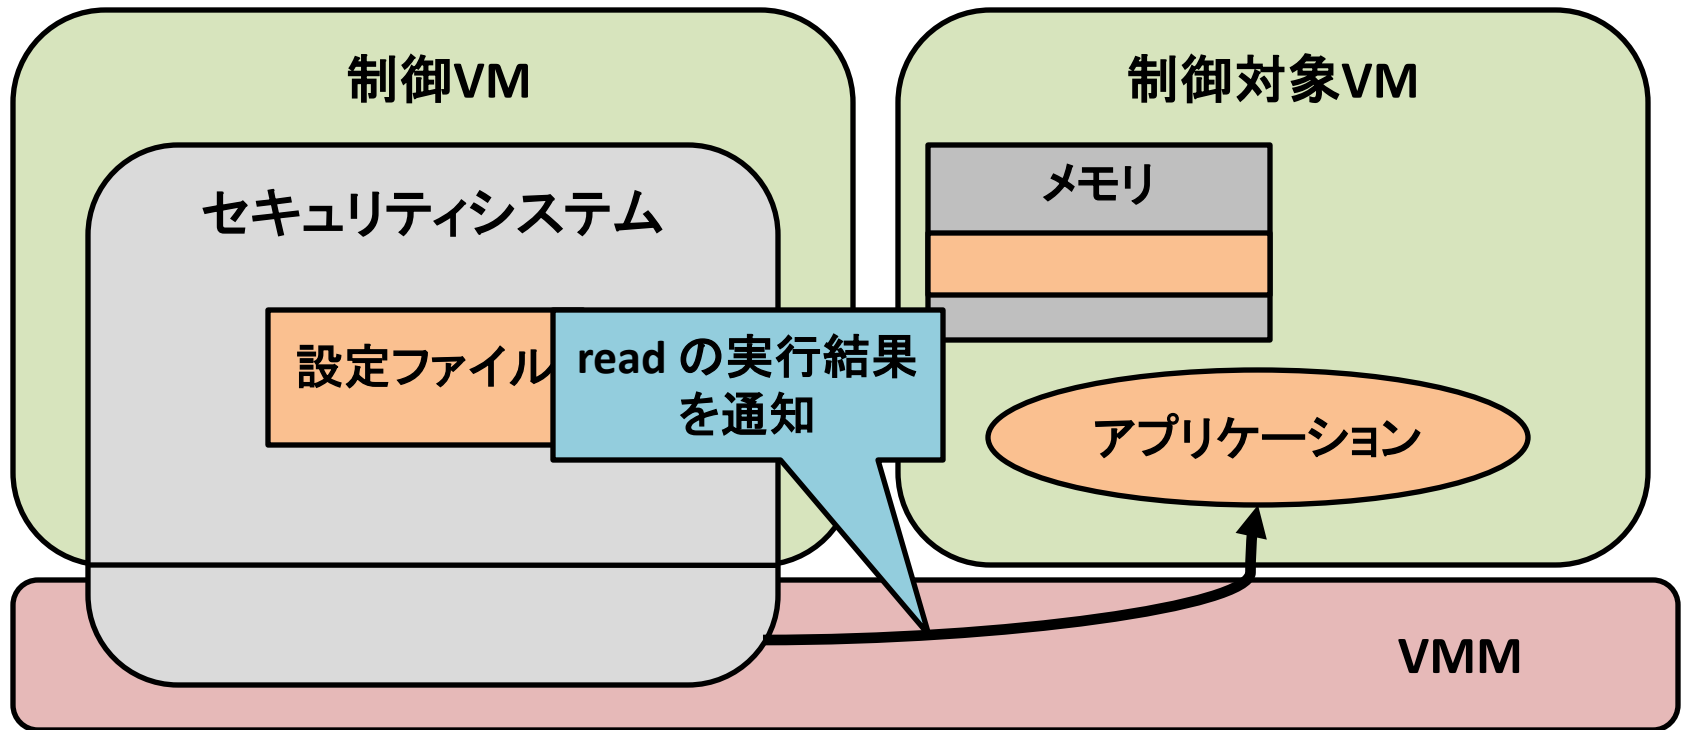 制御VM
制御対象VM
セキュリティシステム
メモリ
設定ファイル
read の実行結果
を通知
アプリケーション
VMM